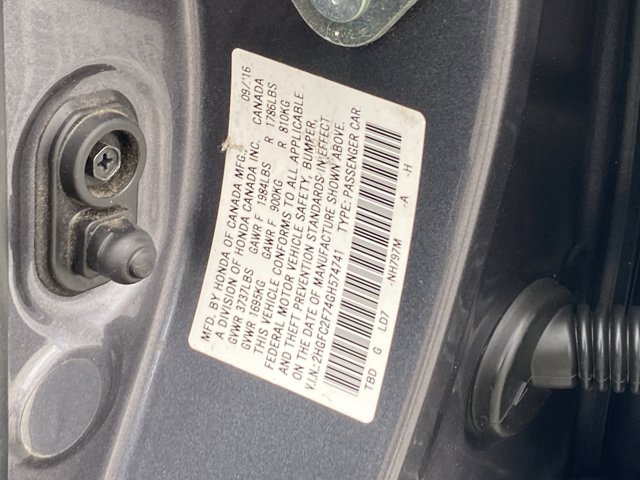 MFD. BY HONDA OF CANADA MFG. 09/16
A DIVISION OF HONDA CANADA INC. CANADA
GVWR 3737LBS GAWR F 1984LBS R 1786LBS
GVWR 1695KG GAWR F 900KG R 810KG
THIS VEHICLE CONFORMS TO ALL APPLICABLE
FEDERAL MOTOR VEHICLE SAFETY, BUMPER,
AND THEFT PREVENTION STANDARDS IN EFFECT
ON THE DATE OF MANUFACTURE SHOWN ABOVE.
V.I.N.:2HGFC2F74GH574741 TYPE:PASSENGER CAR
TBD G LD7 -NH797M -A -H